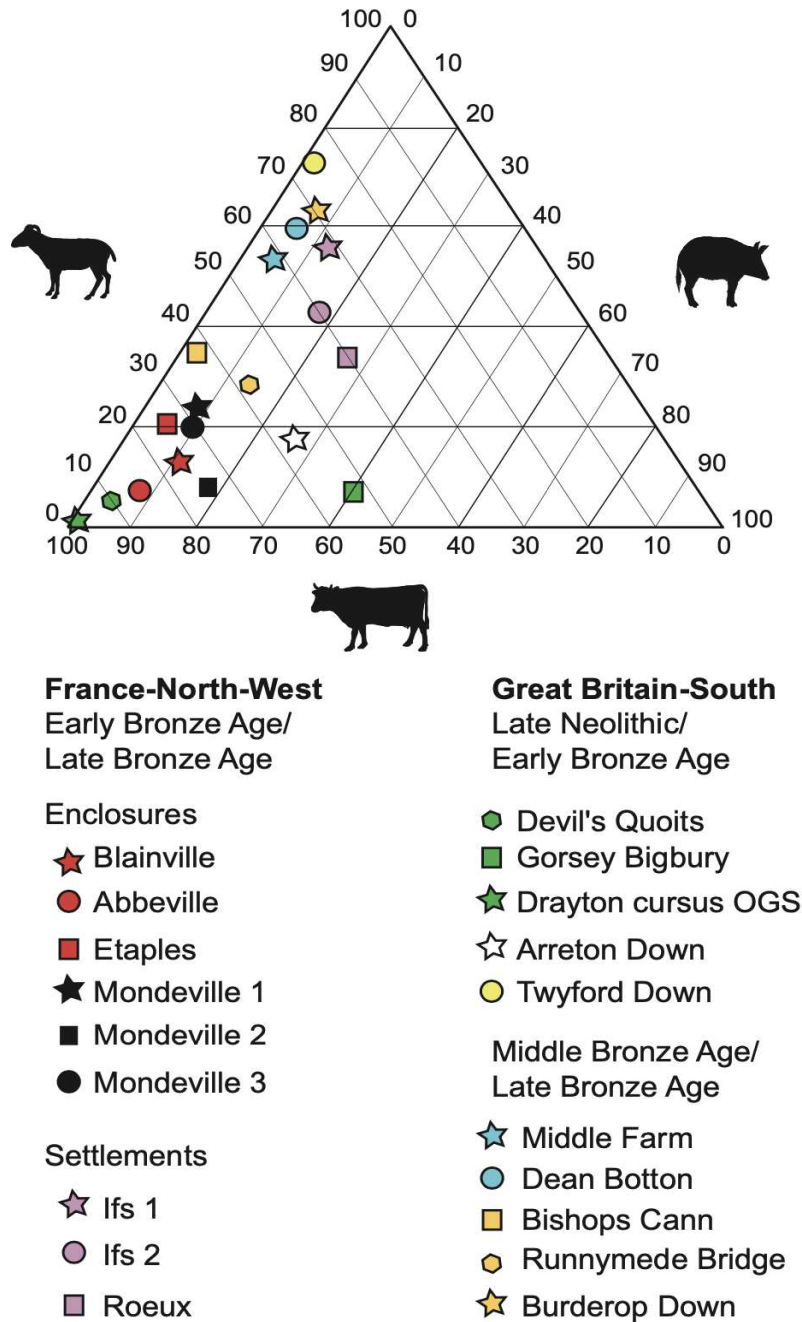 100 0
90 10
80 20
70 30
60 40
50 50
40 60
30 70
20 80
10 90
0 100
100 90 80 70 60 50 40 30 20 10 0
France-North-West
Early Bronze Age/
Late Bronze Age
Enclosures
Blainville
Abbeville
Etaples
Mondeville 1
Mondeville 2
Mondeville 3
Settlements
Ifs 1
Ifs 2
Roeux
Great Britain-South
Late Neolithic/
Early Bronze Age
Devil's Quoits
Gorsey Bigbury
Drayton cursus OGS
Arreton Down
Twyford Down
Middle Bronze Age/
Late Bronze Age
Middle Farm
Dean Botton
Bishops Cann
Runnymede Bridge
Burderop Down